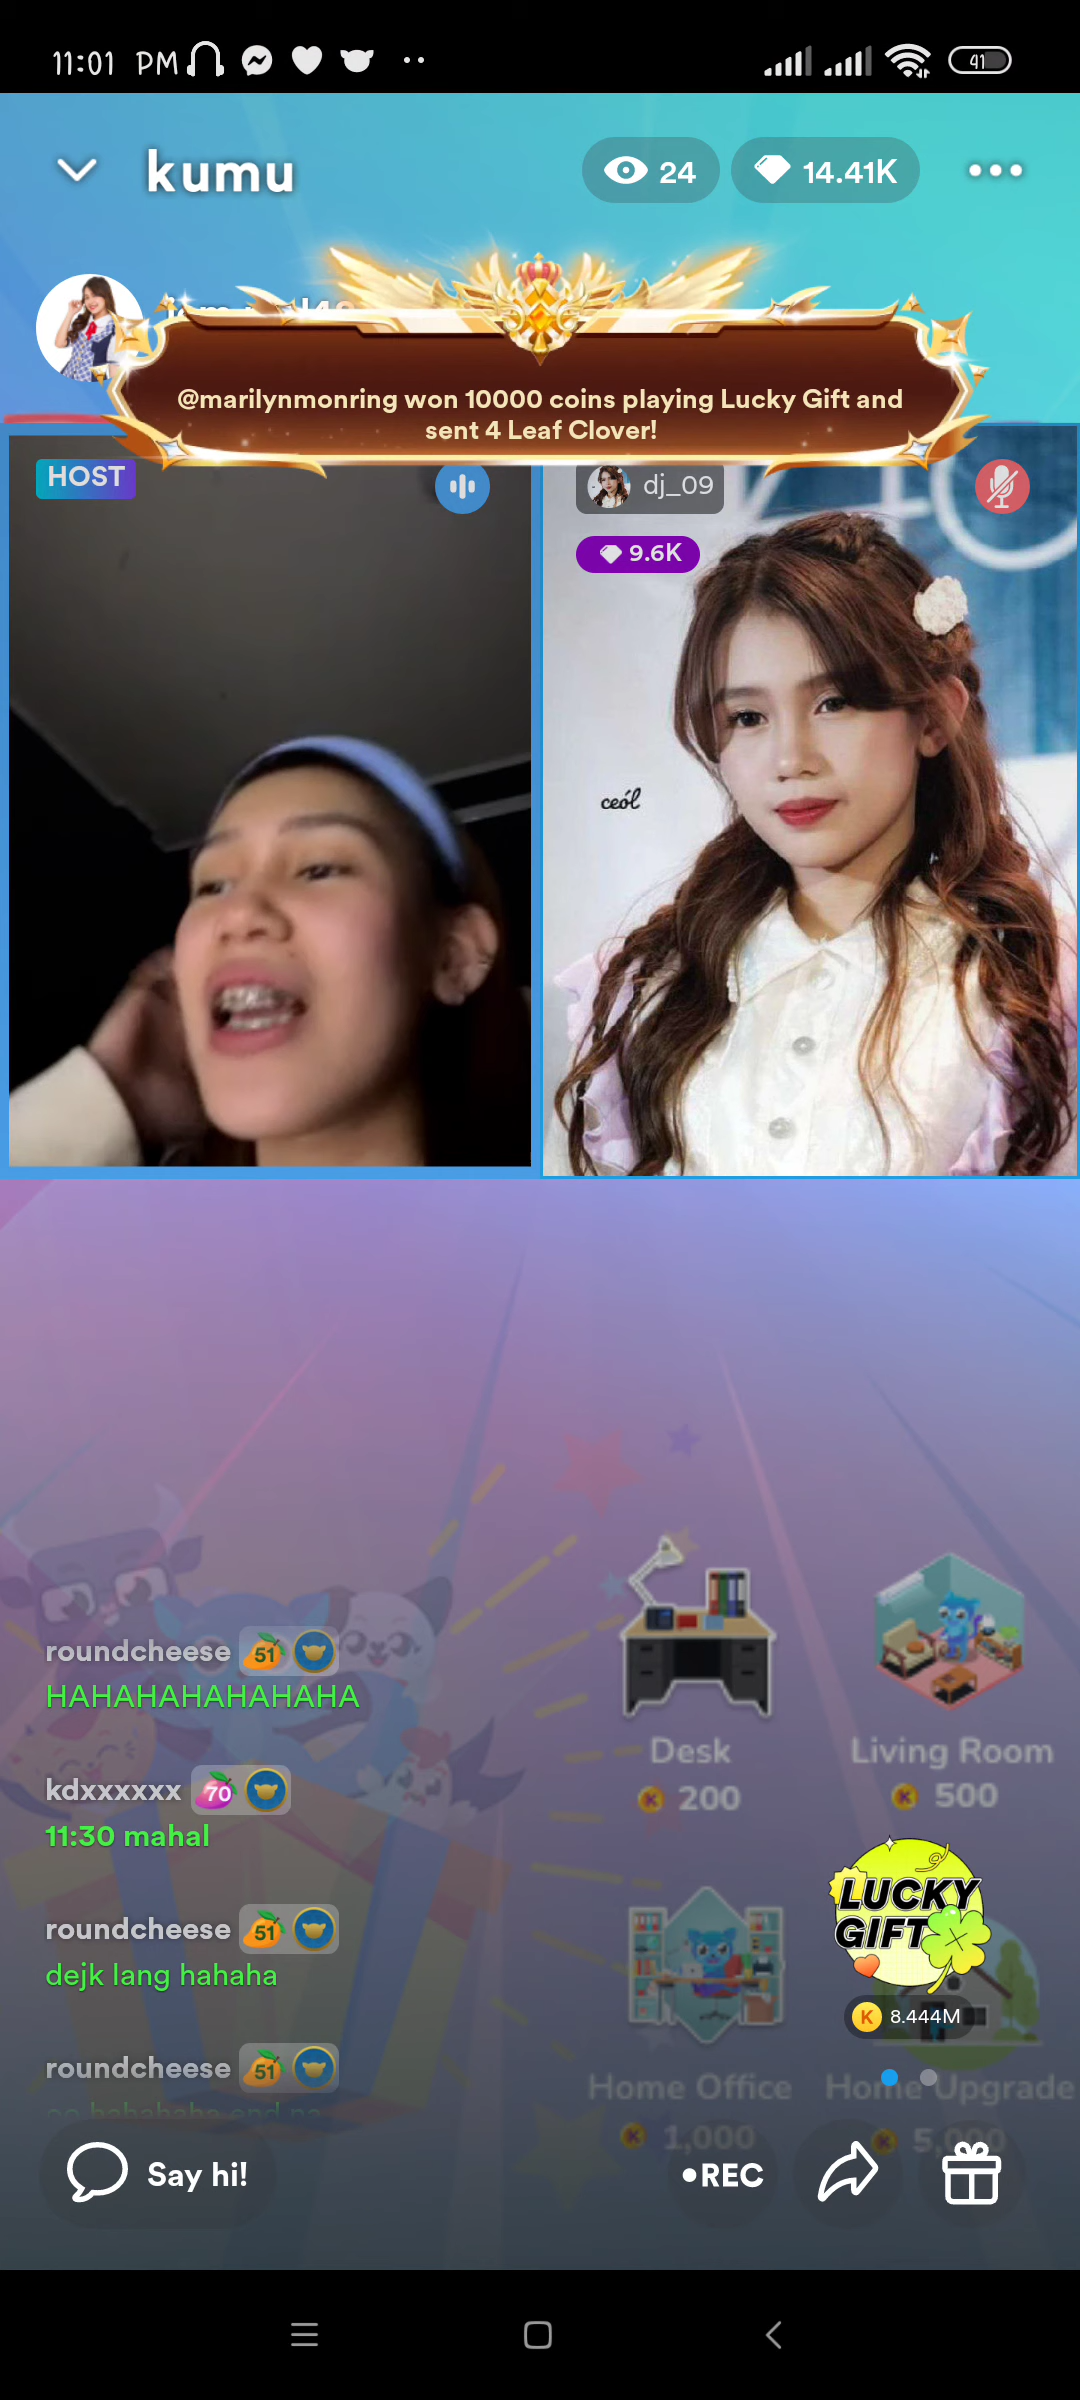 11:01 PM
41
kumu
24
14.41K
@marilynmonring won 10000 coins playing Lucky Gift and
sent 4 Leaf Clover!
HOST
dj_09
9.6K
ceól
roundcheese 51
HAHAHAHAHAHAHA
kdxxxxxx 70
11:30 mahal
roundcheese 51
dejk lang hahaha
roundcheese 51
Desk
200
Living Room
500
LUCKY
GIFT
K 8.444M
Home Office
1,000
Home Upgrade
Say hi!
REC